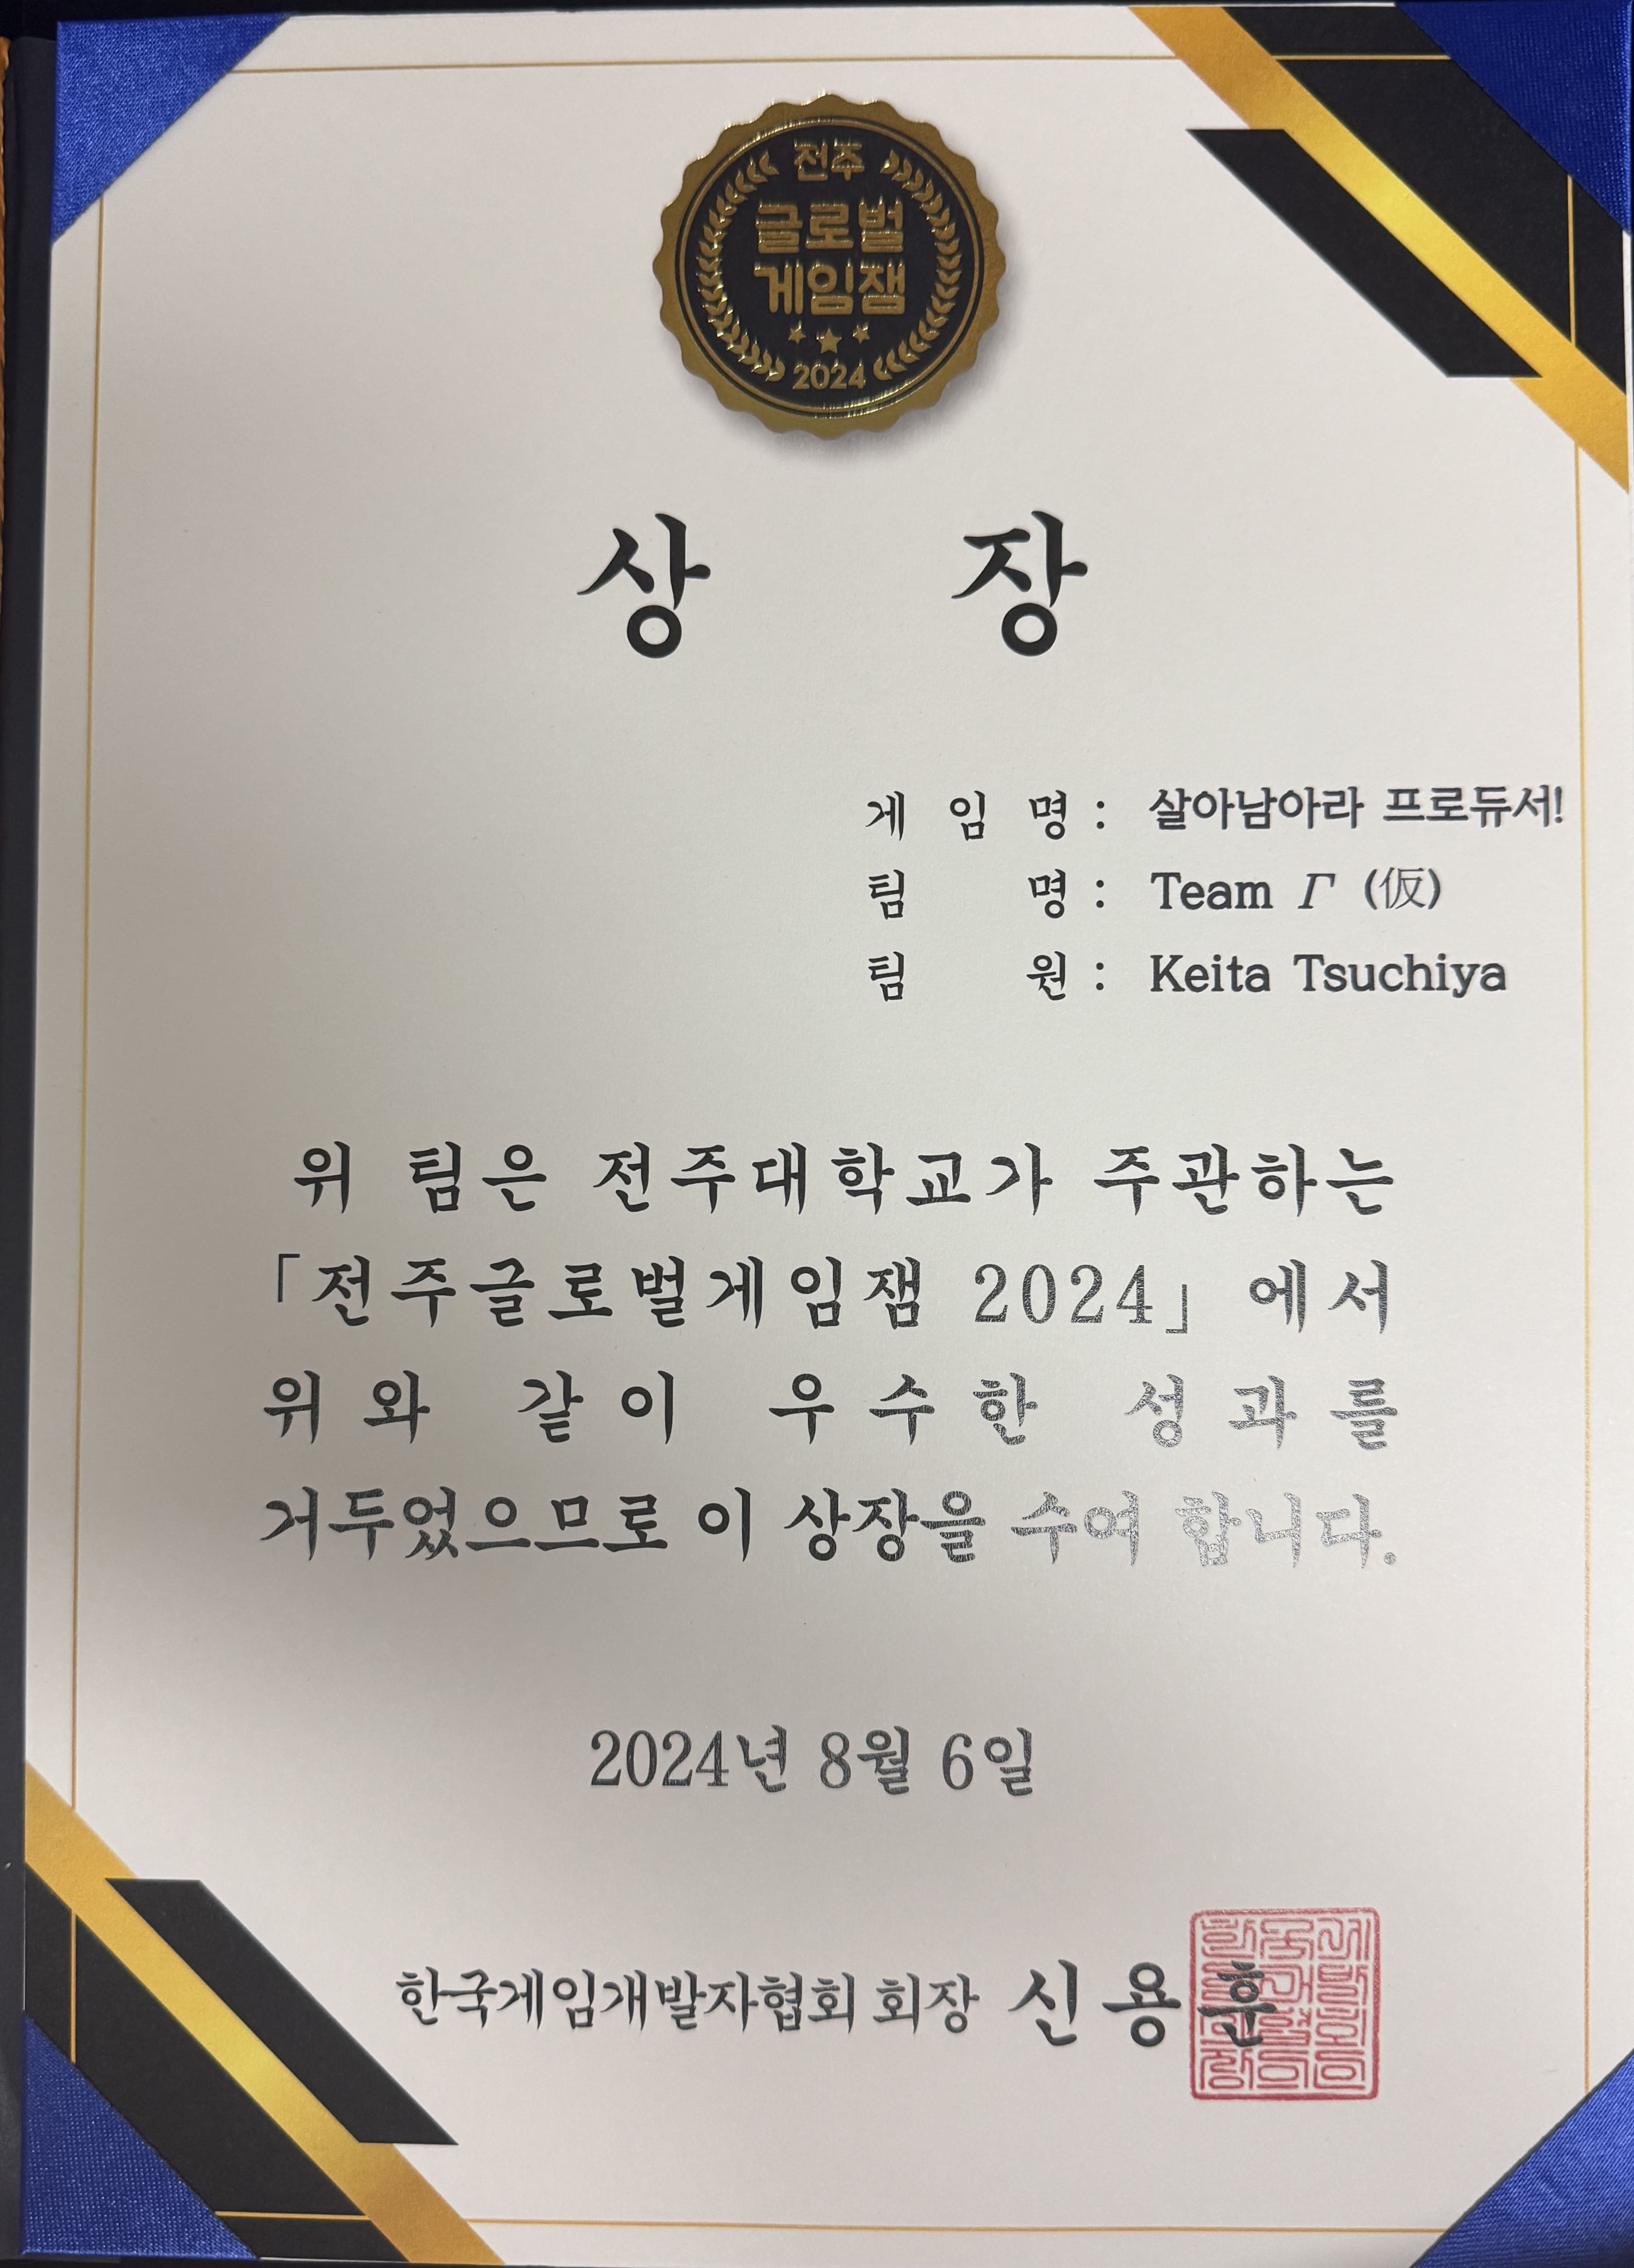 전주
글로벌
게임잼
2024
상 장
게 임 명 : 살아남아라 프로듀서!
팀 명 : Team Γ (仮)
팀 원 : Keita Tsuchiya
위 팀은 전주대학교가 주관하는
「전주글로벌게임잼 2024」 에서
위와 같이 우수한 성과를
거두었으므로 이 상장을 수여 합니다.
2024년 8월 6일
한국게임개발자협회 회장 신 용 훈